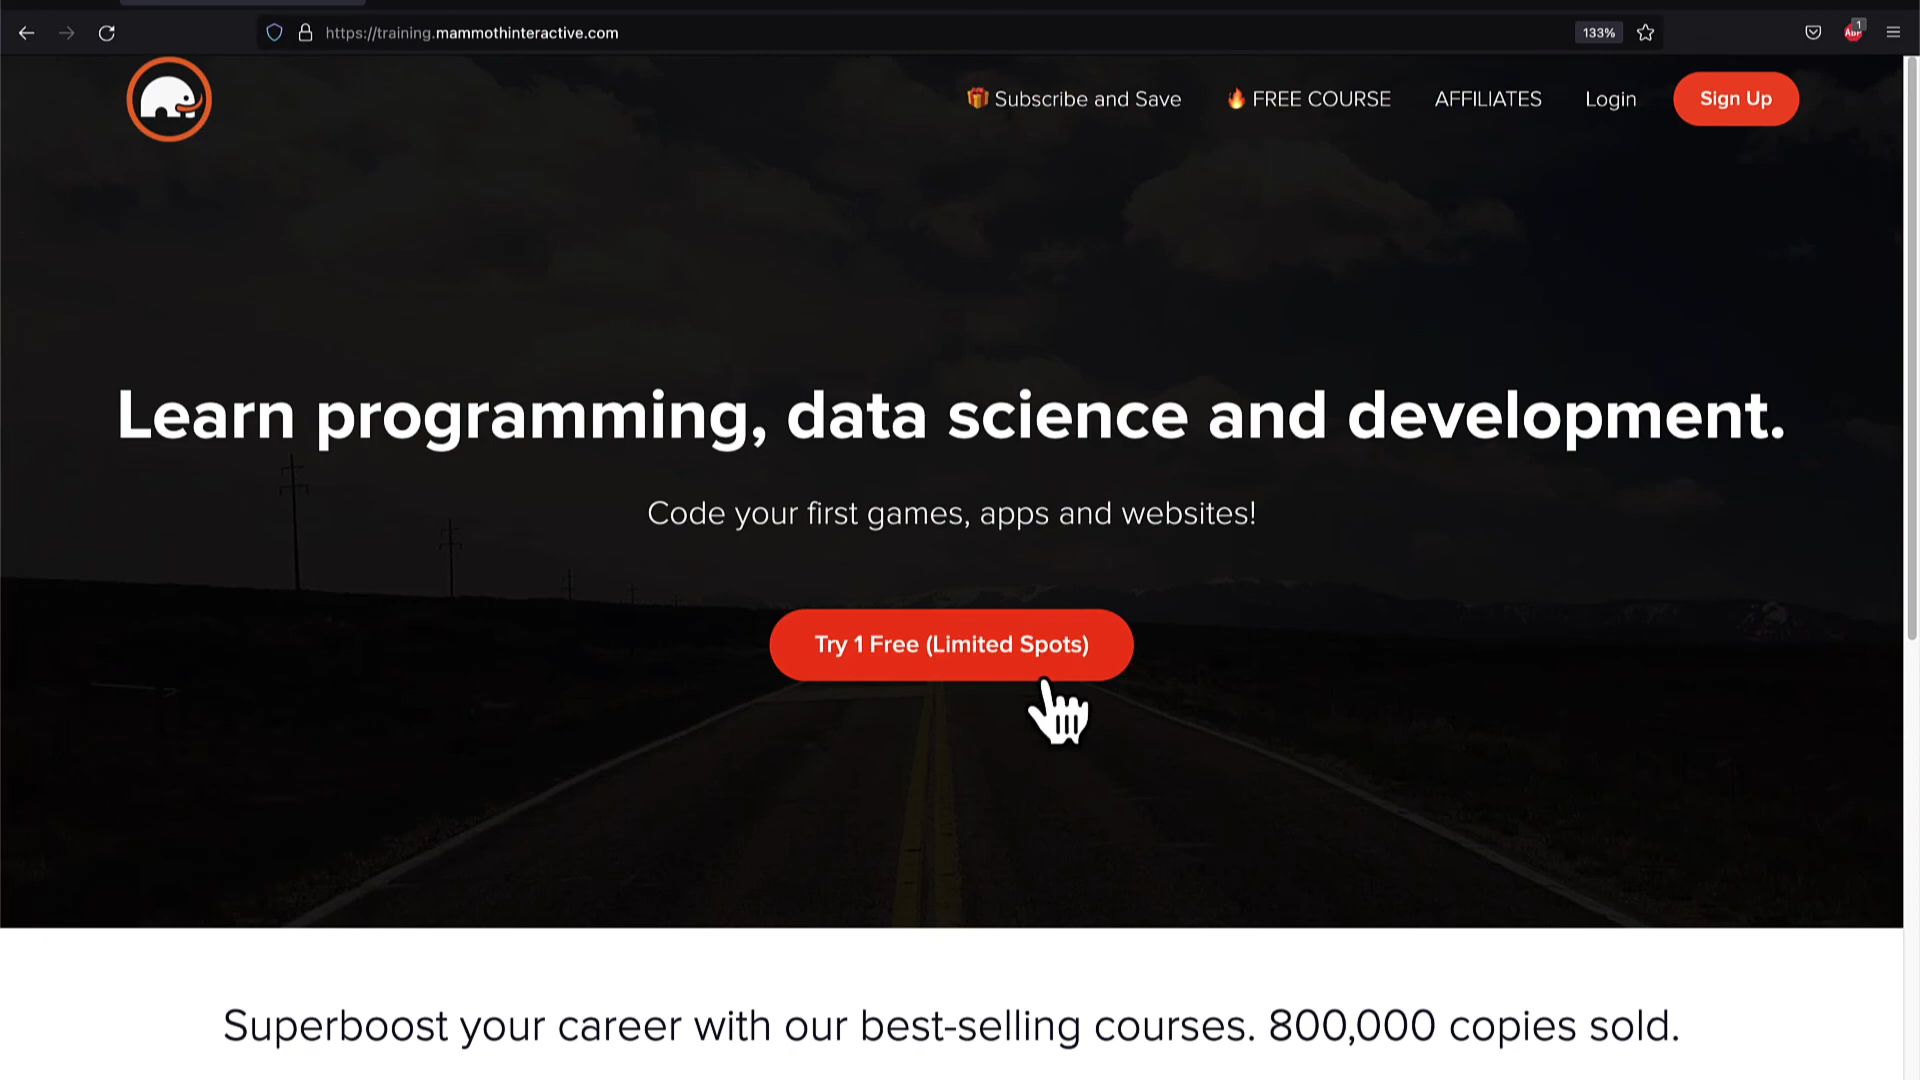 https://training.mammothinteractive.com
133%
1
ABP
🎁 Subscribe and Save
🔥 FREE COURSE
AFFILIATES
Login
Sign Up
Learn programming, data science and development.
Code your first games, apps and websites!
Try 1 Free (Limited Spots)
Superboost your career with our best-selling courses. 800,000 copies sold.